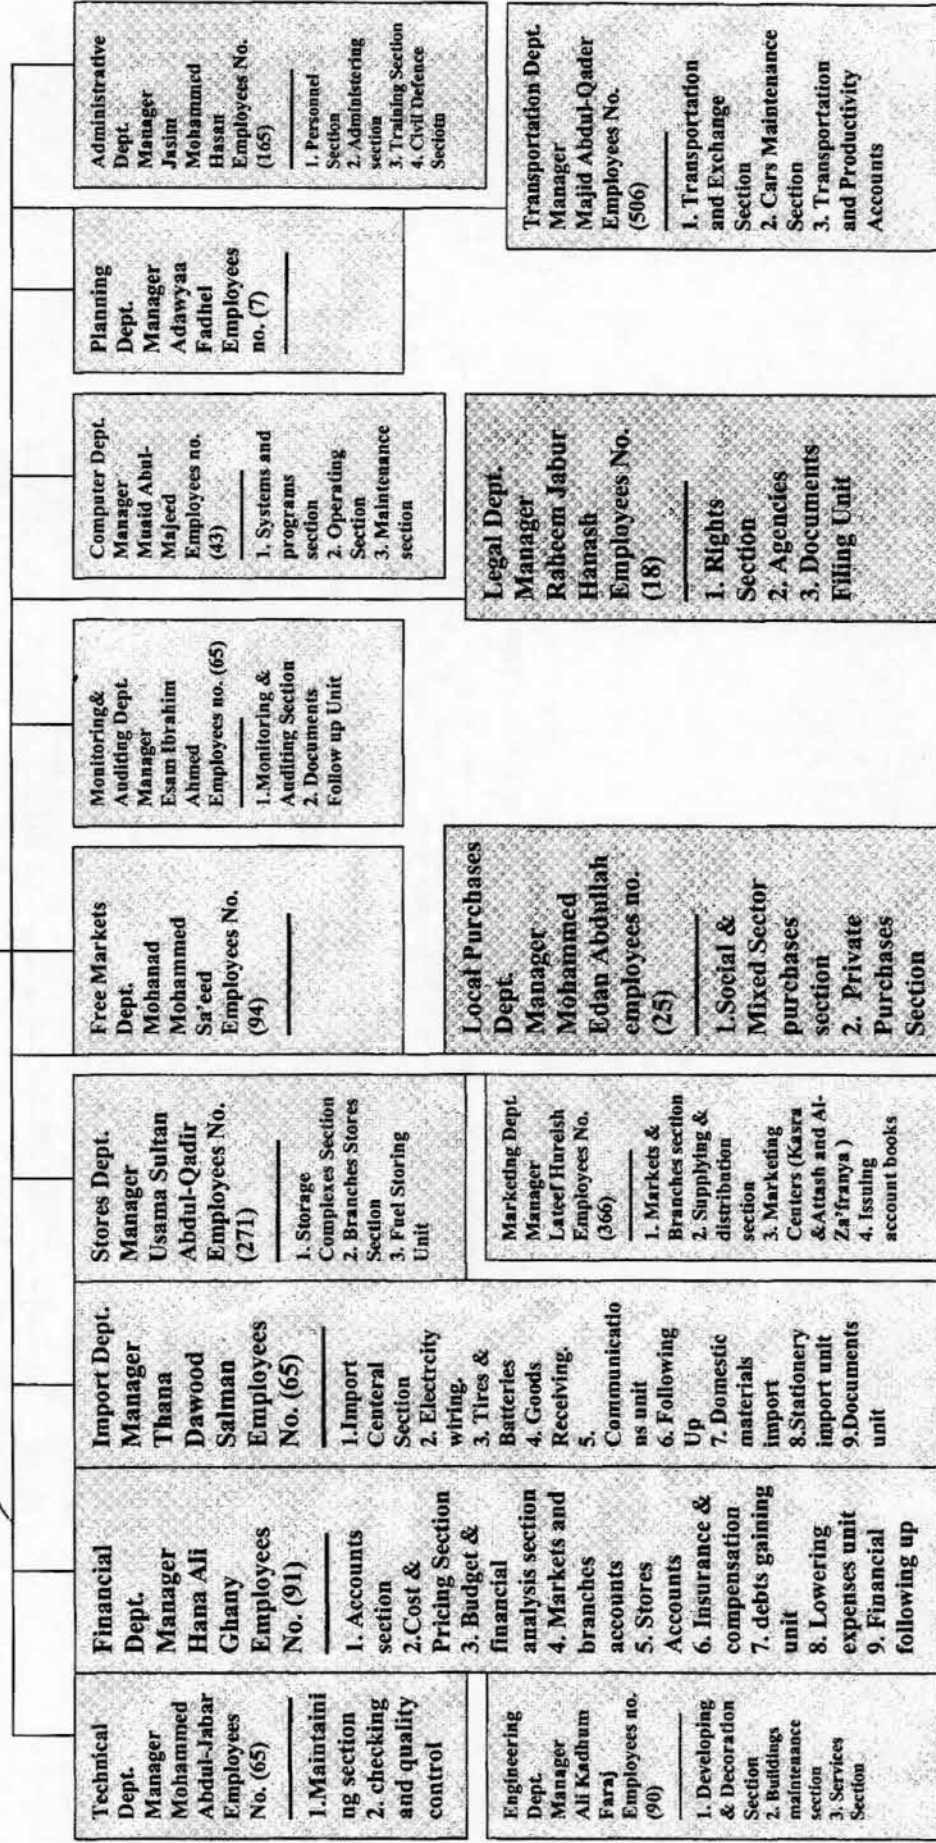 Technical
Dept.
Manager
Mohammed
Abdul-Jabar
Employees
No. (65)
1.Maintaini
ng section
2. checking
and quality
control
Engineering
Dept.
Manager
Ali Kadhum
Faraj
Employees no.
(90)
1. Developing
& Decoration
Section
2. Buildings
maintenance
section
3. Services
Section
Financial
Dept.
Manager
Hana Ali
Ghany
Employees
No. (91)
1. Accounts
section
2.Cost &
Pricing Section
3. Budget &
financial
analysis section
4. Markets and
branches
accounts
5. Stores
Accounts
6. Insurance &
compensation
7. debts gaining
unit
8. Lowering
expenses unit
9. Financial
following up
Import Dept.
Manager
Thana
Dawood
Salman
Employees
No. (65)
1.Import
Centeral
Section
2. Electrcity
wiring.
3. Tires &
Batteries
4. Goods
Receiving.
5.
Communicatio
ns unit
6. Following
Up
7. Domestic
materials
import
8.Stationery
import unit
9.Documents
unit
Stores Dept.
Manager
Usama Sultan
Abdul-Qadir
Employees No.
(271)
1. Storage
Complexes Section
2. Branches Stores
Section
3. Fuel Storing
Unit
Marketing Dept.
Manager
Lateef Hureish
Employees No.
(366)
1. Markets &
Branches section
2. Supplying &
distribution
section
3. Marketing
Centers (Kasra
&Attash and Al-
Za'franya )
4. Issuing
account books
Free Markets
Dept.
Mohanad
Mohammed
Sa'eed
Employees No.
(94)
Local Purchases
Dept.
Manager
Mohammed
Edan Abdullah
employees no.
(25)
1.Social &
Mixed Sector
purchases
section
2. Private
Purchases
Section
Monitoring&
Auditing Dept.
Manager
Esam Ibrahim
Ahmed
Employees no. (65)
1.Monitoring &
Auditing Section
2. Documents
Follow up Unit
Computer Dept.
Manager
Muaid Abul-
Majeed
Employees no.
(43)
1. Systems and
programs
section
2. Operating
Section
3. Maintenance
section
Legal Dept.
Manager
Raheem Jabur
Hanash
Employees No.
(18)
1. Rights
Section
2. Agencies
3. Documents
Filing Unit
Planning
Dept.
Manager
Adawyaa
Fadhel
Employees
no. (7)
Administrative
Dept.
Manager
Jasim
Mohammed
Hasan
Employees No.
(165)
1. Personnel
Section
2. Administering
section
3. Training Section
4. Civil Defence
Seciotn
Transportation Dept.
Manager
Majid Abdul-Qader
Employees No.
(506)
1. Transportation
and Exchange
Section
2. Cars Maintenance
Section
3. Transportation
and Productivity
Accounts